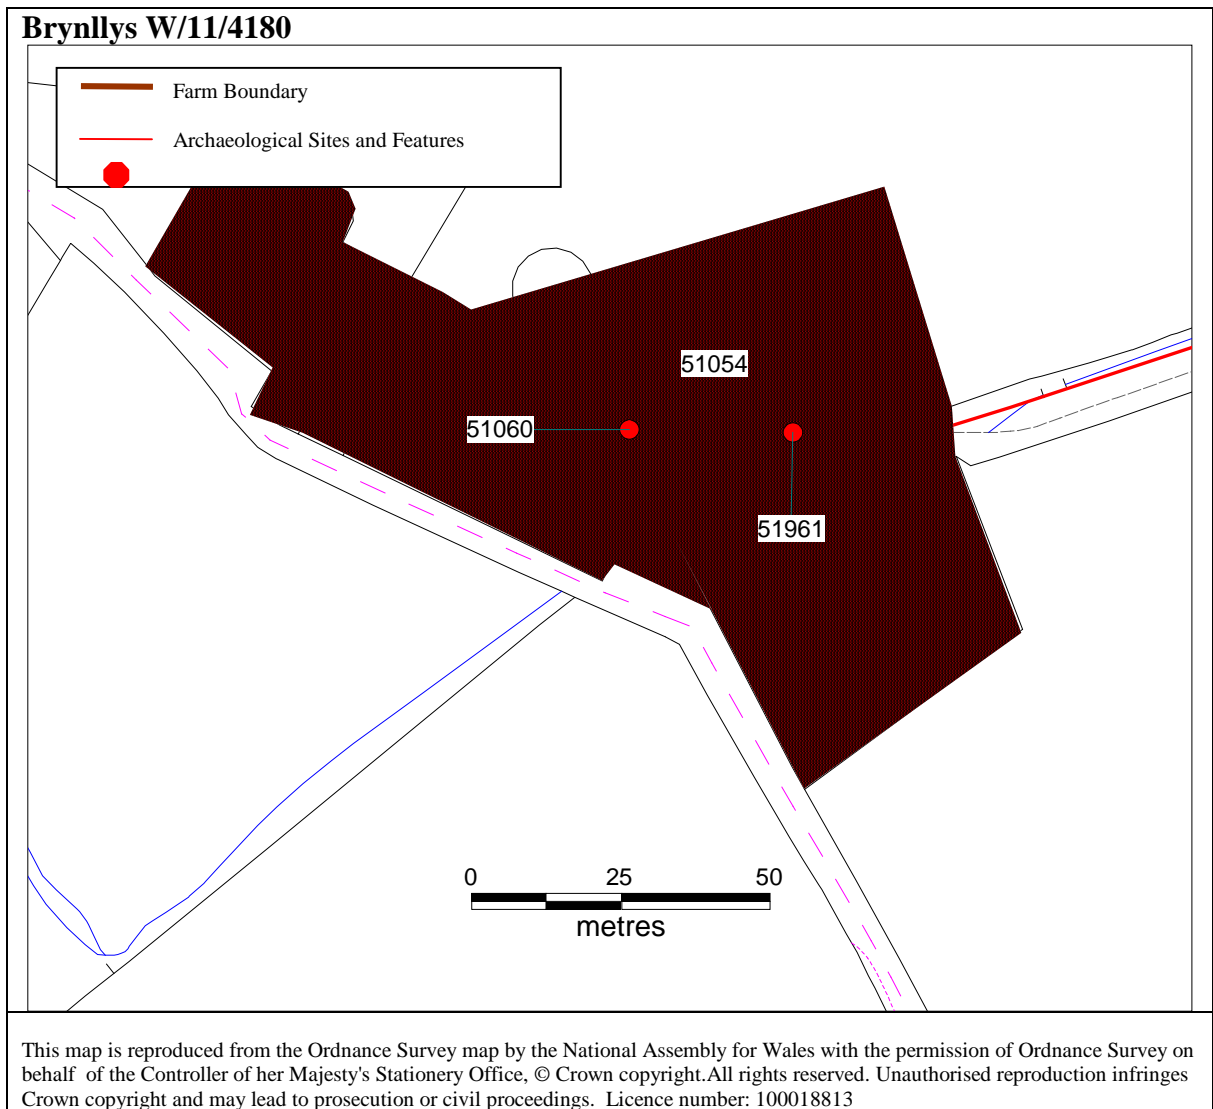 Brynllys W/11/4180
Farm Boundary
Archaeological Sites and Features
51054
51060
51961
0 25 50
metres
This map is reproduced from the Ordnance Survey map by the National Assembly for Wales with the permission of Ordnance Survey on
behalf of the Controller of her Majesty's Stationery Office, © Crown copyright.All rights reserved. Unauthorised reproduction infringes
Crown copyright and may lead to prosecution or civil proceedings. Licence number: 100018813